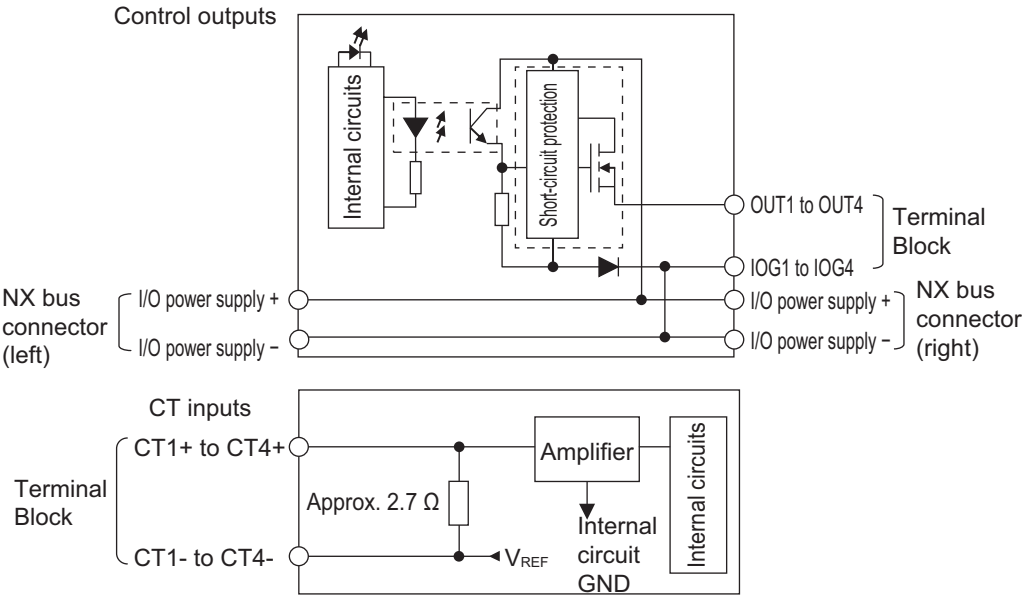 Control outputs
Internal circuits
Short-circuit protection
OUT1 to OUT4
IOG1 to IOG4
Terminal
Block
NX bus
connector
(left)
I/O power supply +
I/O power supply −
I/O power supply +
I/O power supply −
NX bus
connector
(right)
CT inputs
Terminal
Block
CT1+ to CT4+
CT1- to CT4-
Approx. 2.7 Ω
VREF
Amplifier
Internal
circuit
GND
Internal circuits